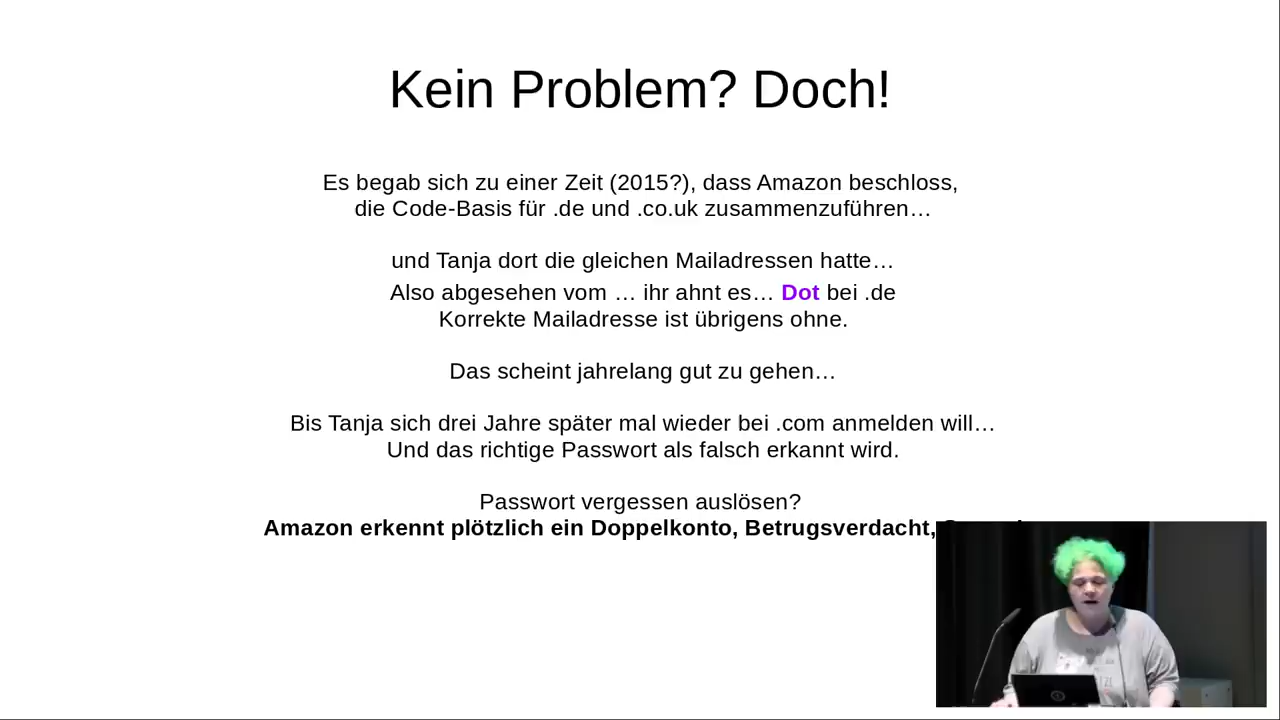 Kein Problem? Doch!
Es begab sich zu einer Zeit (2015?), dass Amazon beschloss,
die Code-Basis für .de und .co.uk zusammenzuführen…
und Tanja dort die gleichen Mailadressen hatte…
Also abgesehen vom … ihr ahnt es… Dot bei .de
Korrekte Mailadresse ist übrigens ohne.
Das scheint jahrelang gut zu gehen…
Bis Tanja sich drei Jahre später mal wieder bei .com anmelden will…
Und das richtige Passwort als falsch erkannt wird.
Passwort vergessen auslösen?
Amazon erkennt plötzlich ein Doppelkonto, Betrugsverdacht,